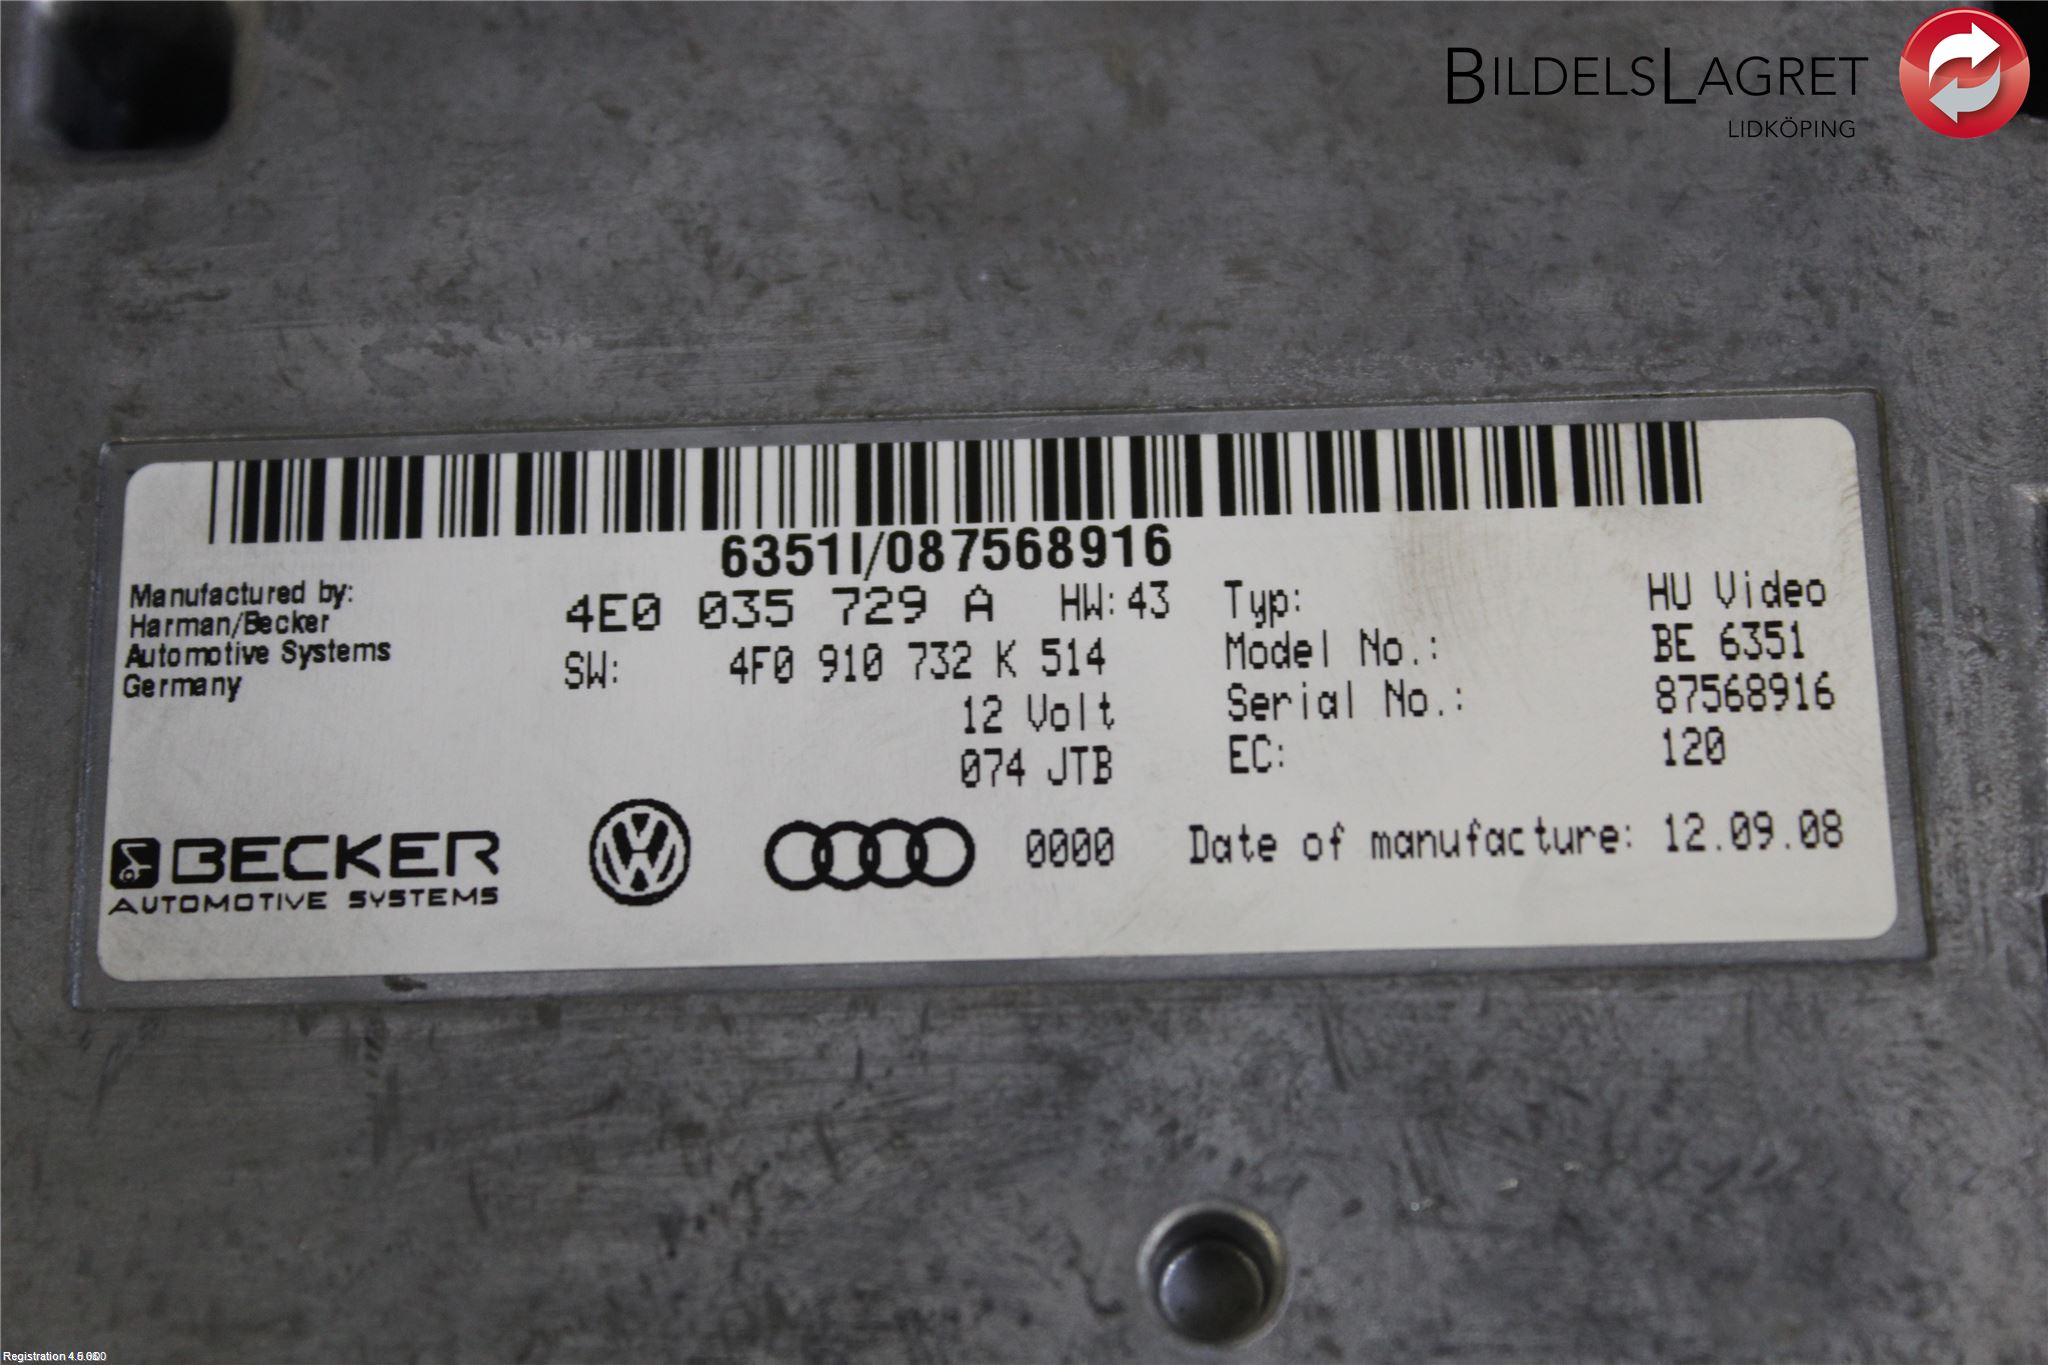 BILDELSLAGRET
LIDKÖPING
6351I/087568916
Manufactured by:
Harman/Becker
Automotive Systems
Germany
4E0 035 729 A HW: 43
SW: 4F0 910 732 K 514
12 Volt
074 JTB
Typ: HU Video
Model No.: BE 6351
Serial No.: 87568916
EC: 120
BECKER
AUTOMOTIVE SYSTEMS
0000 Date of manufacture: 12.09.08
Registration